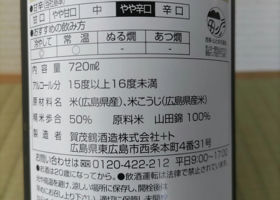 甘口 やや甘口 中 やや辛口 辛口
■おすすめの飲み方
冷やして 常温 ぬる燗 あつ燗
○ ○
内容量 720㎖
アルコール分 15度以上16度未満
原材料名 米(広島県産)、米こうじ(広島県産米)
精米歩合 50% 原料米 山田錦 100%
製造者 賀茂鶴酒造株式会社+ト
広島県東広島市西条本町4番31号
お問い合わせは ☎0120-422-212 平日9:00〜17:00
●お酒は20歳になってから。●飲酒運転は法律で禁止されています。